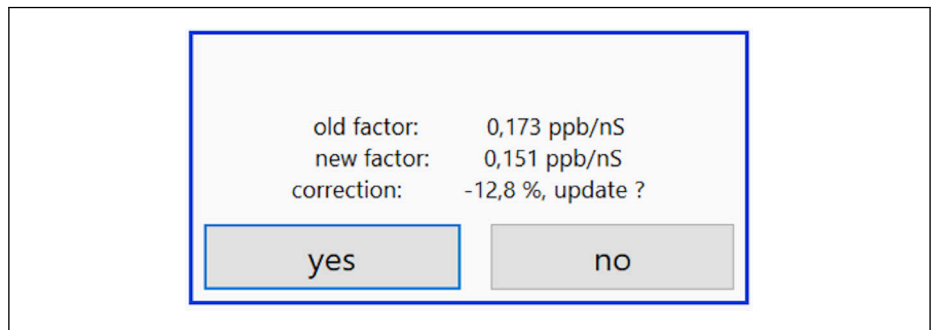 old factor: 0,173 ppb/nS
new factor: 0,151 ppb/nS
correction: -12,8 %, update ?
yes no